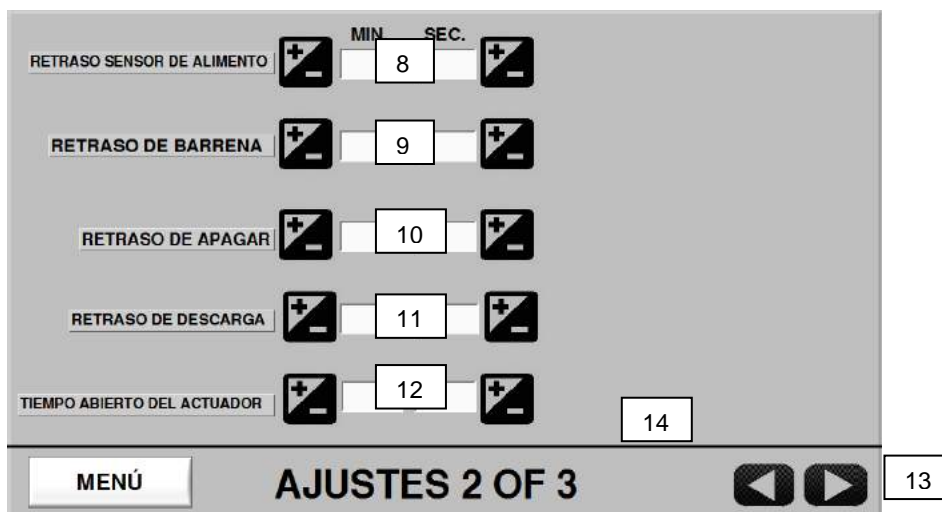 MIN. SEC.
RETRASO SENSOR DE ALIMENTO 8
RETRASO DE BARRENA 9
RETRASO DE APAGAR 10
RETRASO DE DESCARGA 11
TIEMPO ABIERTO DEL ACTUADOR 12
14
MENÚ AJUSTES 2 OF 3 13